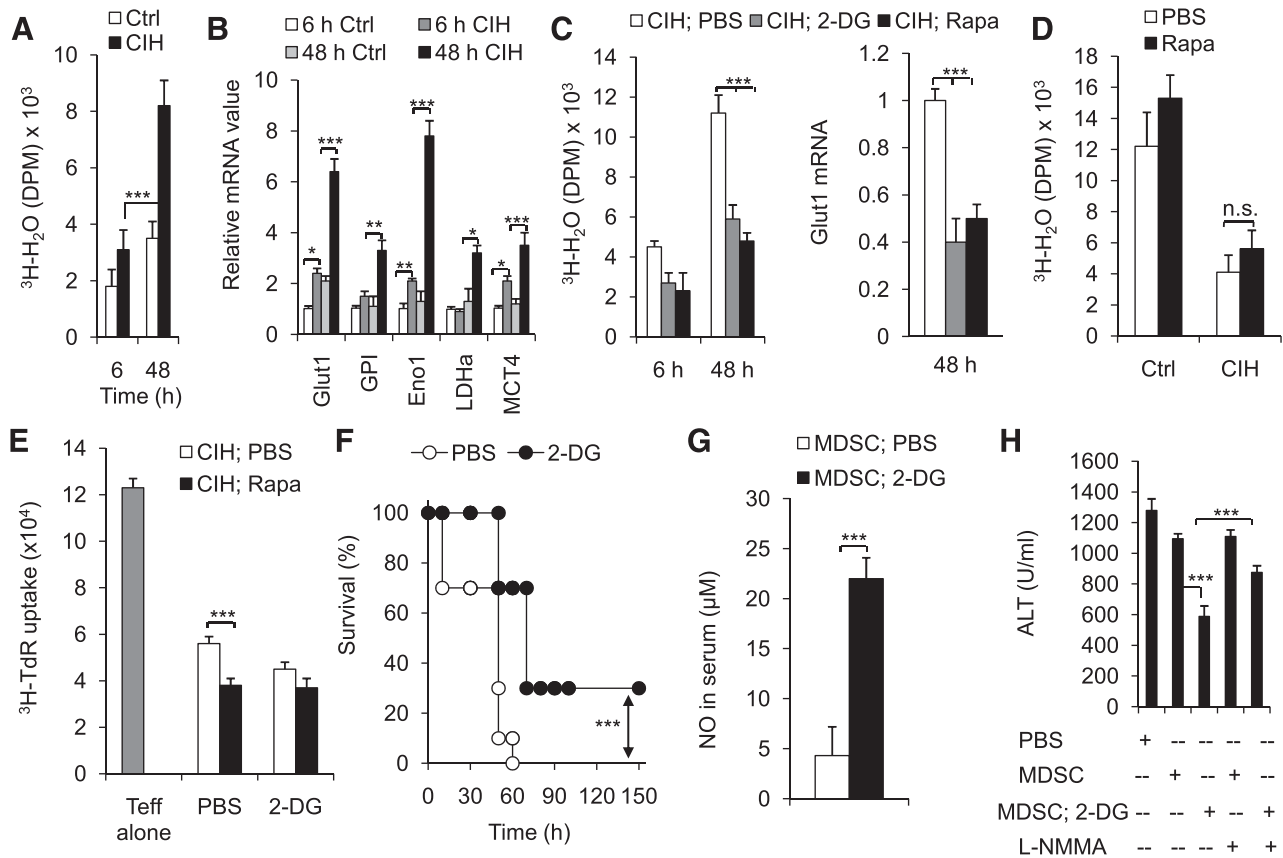 A
Ctrl
CIH
³H-H₂O (DPM) x 10³
10
8
6
4
2
0
***
6 48
Time (h)
B
6 h Ctrl 6 h CIH
48 h Ctrl 48 h CIH
Relative mRNA value
10
8
6
4
2
0
* *** ** ** *** * * ***
Glut1 GPI Eno1 LDHa MCT4
C
CIH; PBS CIH; 2-DG CIH; Rapa
³H-H₂O (DPM) x 10³
14
12
10
8
6
4
2
0
***
6 h 48 h
Glut1 mRNA
1.2
1
0.8
0.6
0.4
0.2
0
***
48 h
D
PBS
Rapa
³H-H₂O (DPM) x 10³
18
16
14
12
10
8
6
4
2
0
n.s.
Ctrl CIH
E
CIH; PBS
CIH; Rapa
³H-TdR uptake (x10⁴)
14
12
10
8
6
4
2
0
***
Teff alone PBS 2-DG
F
PBS 2-DG
Survival (%)
100
80
60
40
20
0
***
0 30 60 90 120 150
Time (h)
G
MDSC; PBS
MDSC; 2-DG
NO in serum (µM)
30
25
20
15
10
5
0
***
H
ALT (U/ml)
1600
1400
1200
1000
800
600
400
200
0
***
***
PBS + -- -- -- --
MDSC -- + -- + --
MDSC; 2-DG -- -- + -- +
L-NMMA -- -- -- + +